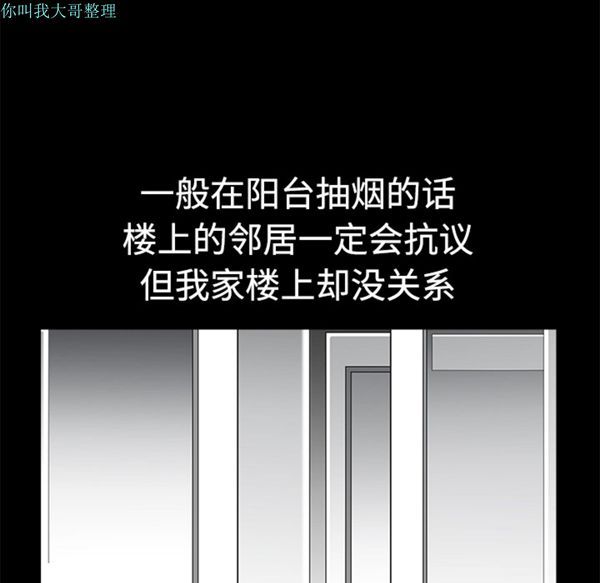 你叫我大哥整理
一般在阳台抽烟的话
楼上的邻居一定会抗议
但我家楼上却没关系